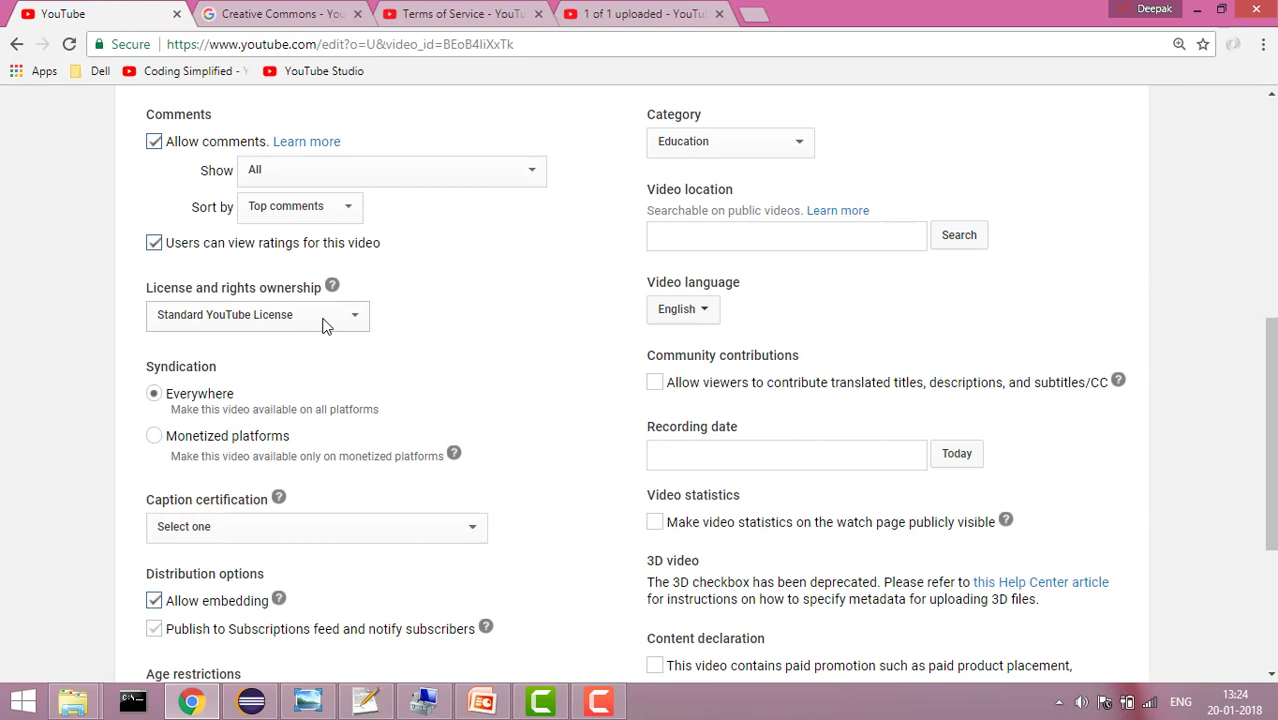 YouTube
Creative Commons - You
Terms of Service - YouTu
1 of 1 uploaded - YouTu
Deepak
Secure
https://www.youtube.com/edit?o=U&video_id=BEoB4IiXxTk
Apps
Dell
Coding Simplified - Y
YouTube Studio
Comments
Allow comments. Learn more
Show All
Sort by Top comments
Users can view ratings for this video
License and rights ownership ?
Standard YouTube License
Syndication
Everywhere
Make this video available on all platforms
Monetized platforms
Make this video available only on monetized platforms ?
Caption certification ?
Select one
Distribution options
Allow embedding ?
Publish to Subscriptions feed and notify subscribers ?
Age restrictions
Category
Education
Video location
Searchable on public videos. Learn more
Search
Video language
English
Community contributions
Allow viewers to contribute translated titles, descriptions, and subtitles/CC ?
Recording date
Today
Video statistics
Make video statistics on the watch page publicly visible ?
3D video
The 3D checkbox has been deprecated. Please refer to this Help Center article
for instructions on how to specify metadata for uploading 3D files.
Content declaration
This video contains paid promotion such as paid product placement,
ENG
13:24
20-01-2018